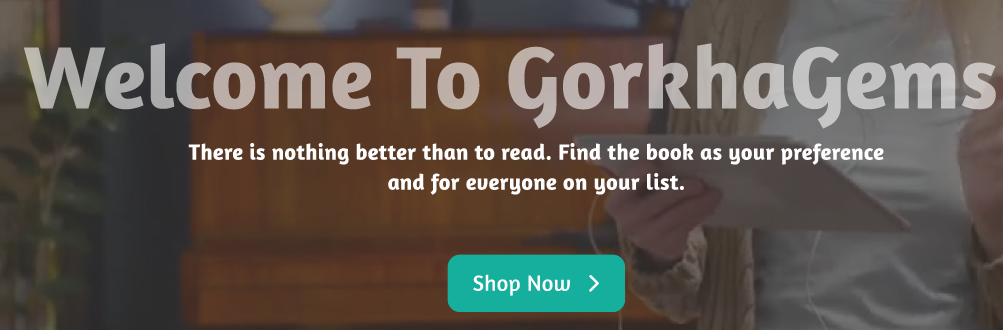 Welcome To GorkhaGems
There is nothing better than to read. Find the book as your preference
and for everyone on your list.
Shop Now